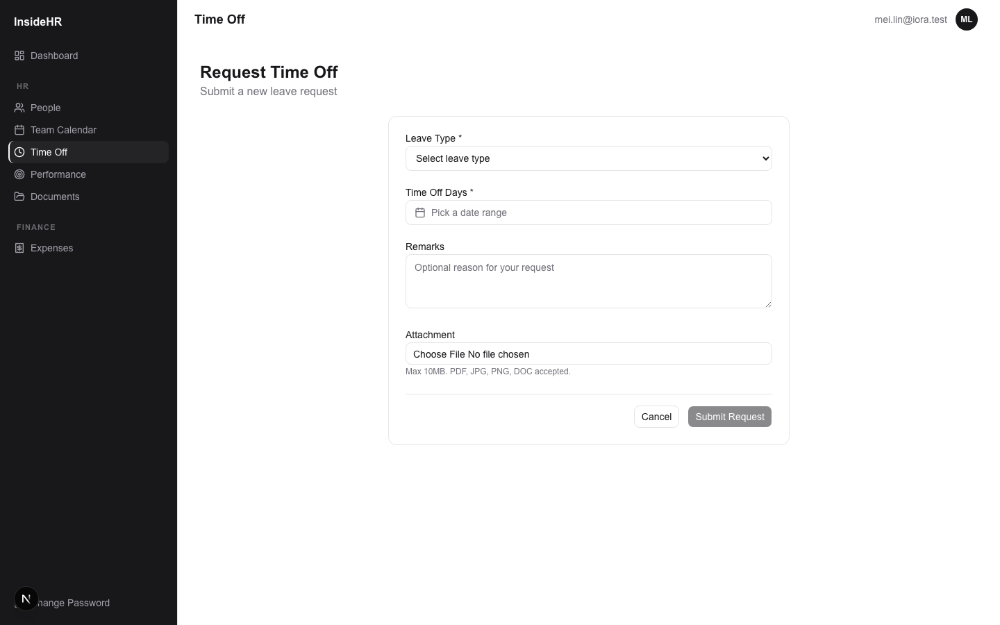 InsideHR
Dashboard
HR
People
Team Calendar
Time Off
Performance
Documents
FINANCE
Expenses
N
hange Password
Time Off
mei.lin@iora.test
ML
Request Time Off
Submit a new leave request
Leave Type *
Select leave type
Time Off Days *
Pick a date range
Remarks
Optional reason for your request
Attachment
Choose File No file chosen
Max 10MB. PDF, JPG, PNG, DOC accepted.
Cancel
Submit Request